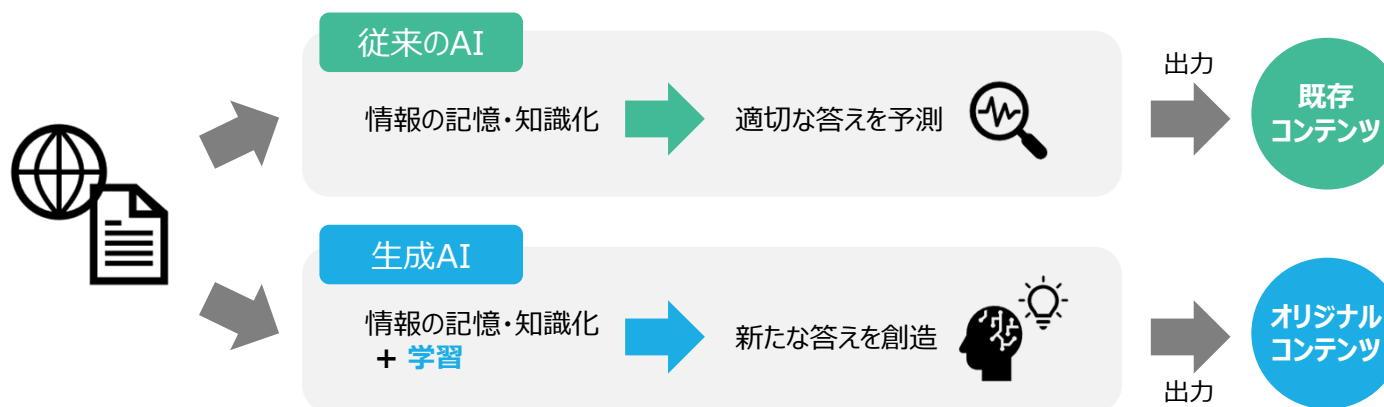 従来のAI
情報の記憶・知識化
適切な答えを予測
出力
既存
コンテンツ
生成AI
情報の記憶・知識化
+ 学習
新たな答えを創造
出力
オリジナル
コンテンツ